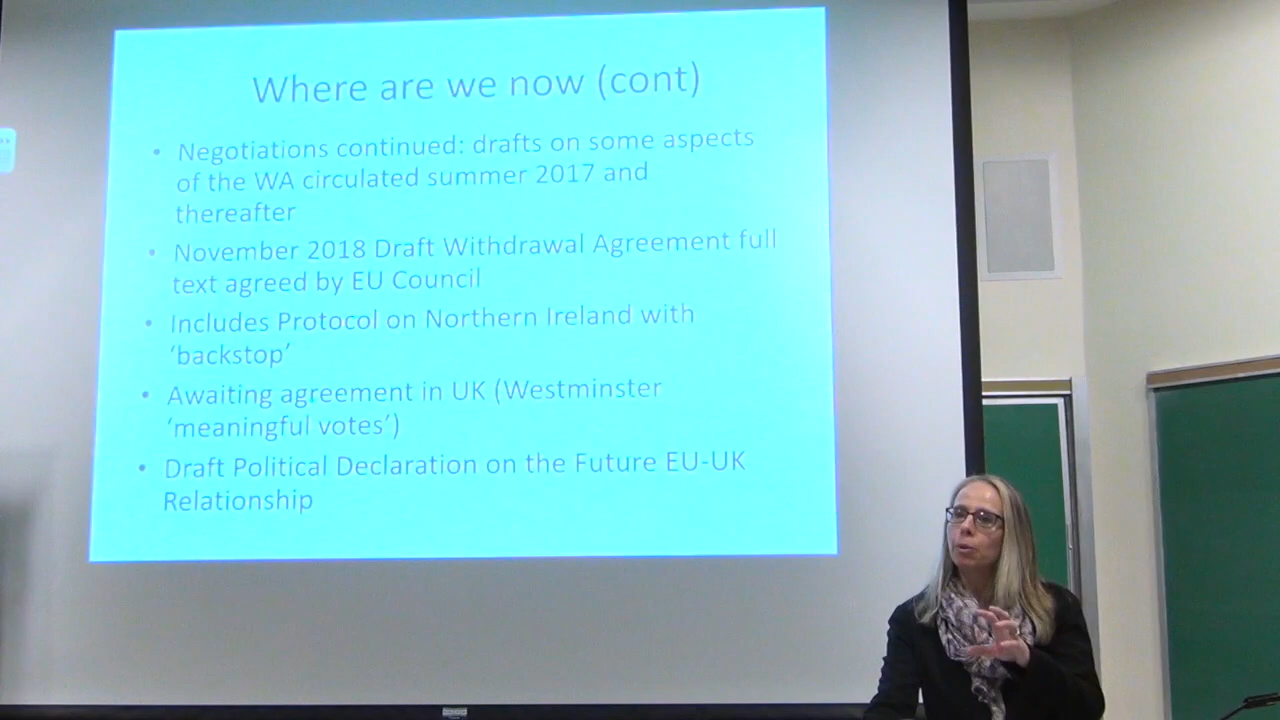 Where are we now (cont)
• Negotiations continued: drafts on some aspects
of the WA circulated summer 2017 and
thereafter
• November 2018 Draft Withdrawal Agreement full
text agreed by EU Council
• Includes Protocol on Northern Ireland with
‘backstop’
• Awaiting agreement in UK (Westminster
‘meaningful votes’)
• Draft Political Declaration on the Future EU-UK
Relationship